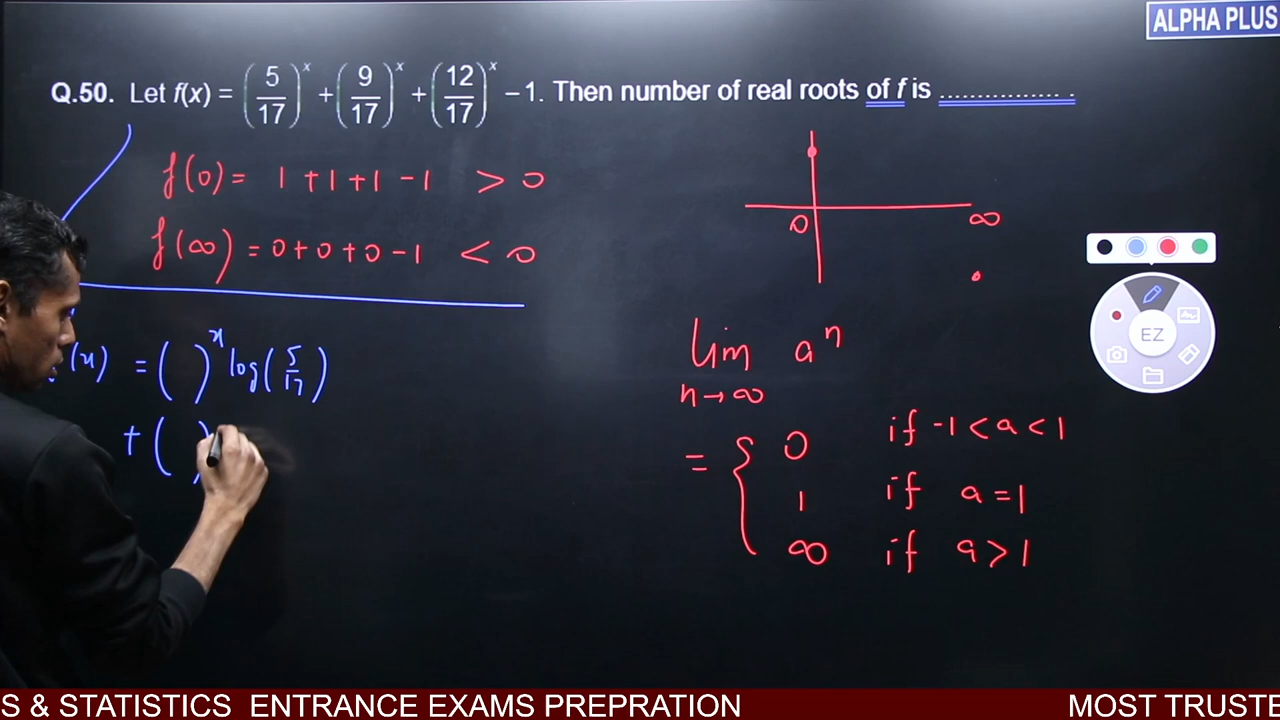 ALPHA PLUS
Q.50. Let f(x) = (5/17)^x + (9/17)^x + (12/17)^x − 1. Then number of real roots of f is ................ .
f(0) = 1 + 1 + 1 - 1 > 0
f(∞) = 0 + 0 + 0 - 1 < 0
0 ∞
(x) = ( )^x log(5/17)
+ ( )
lim a^n
n→∞
= { 0 if -1 < a < 1
1 if a = 1
∞ if a > 1
EZ
S & STATISTICS ENTRANCE EXAMS PREPRATION MOST TRUSTE